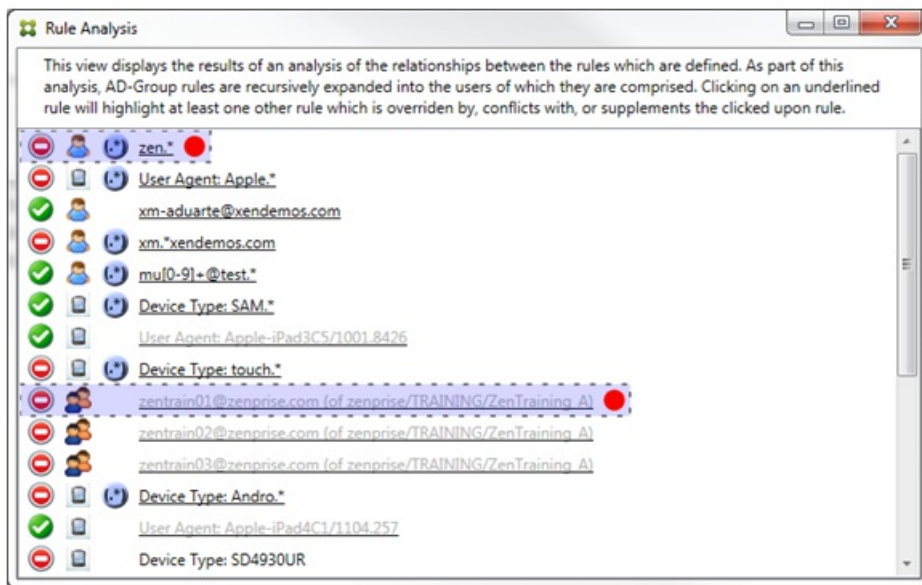 Rule Analysis
This view displays the results of an analysis of the relationships between the rules which are defined. As part of this
analysis, AD-Group rules are recursively expanded into the users of which they are comprised. Clicking on an underlined
rule will highlight at least one other rule which is overriden by, conflicts with, or supplements the clicked upon rule.
(.*) zen.*
(.*) User Agent: Apple.*
xm-aduarte@xendemos.com
(.*) xm.*xendemos.com
(.*) mu[0-9]+@test.*
(.*) Device Type: SAM.*
User Agent: Apple-iPad3C5/1001.8426
(.*) Device Type: touch.*
zentrain01@zenprise.com (of zenprise/TRAINING/ZenTraining_A)
zentrain02@zenprise.com (of zenprise/TRAINING/ZenTraining_A)
zentrain03@zenprise.com (of zenprise/TRAINING/ZenTraining_A)
(.*) Device Type: Andro.*
User Agent: Apple-iPad4C1/1104.257
Device Type: SD4930UR